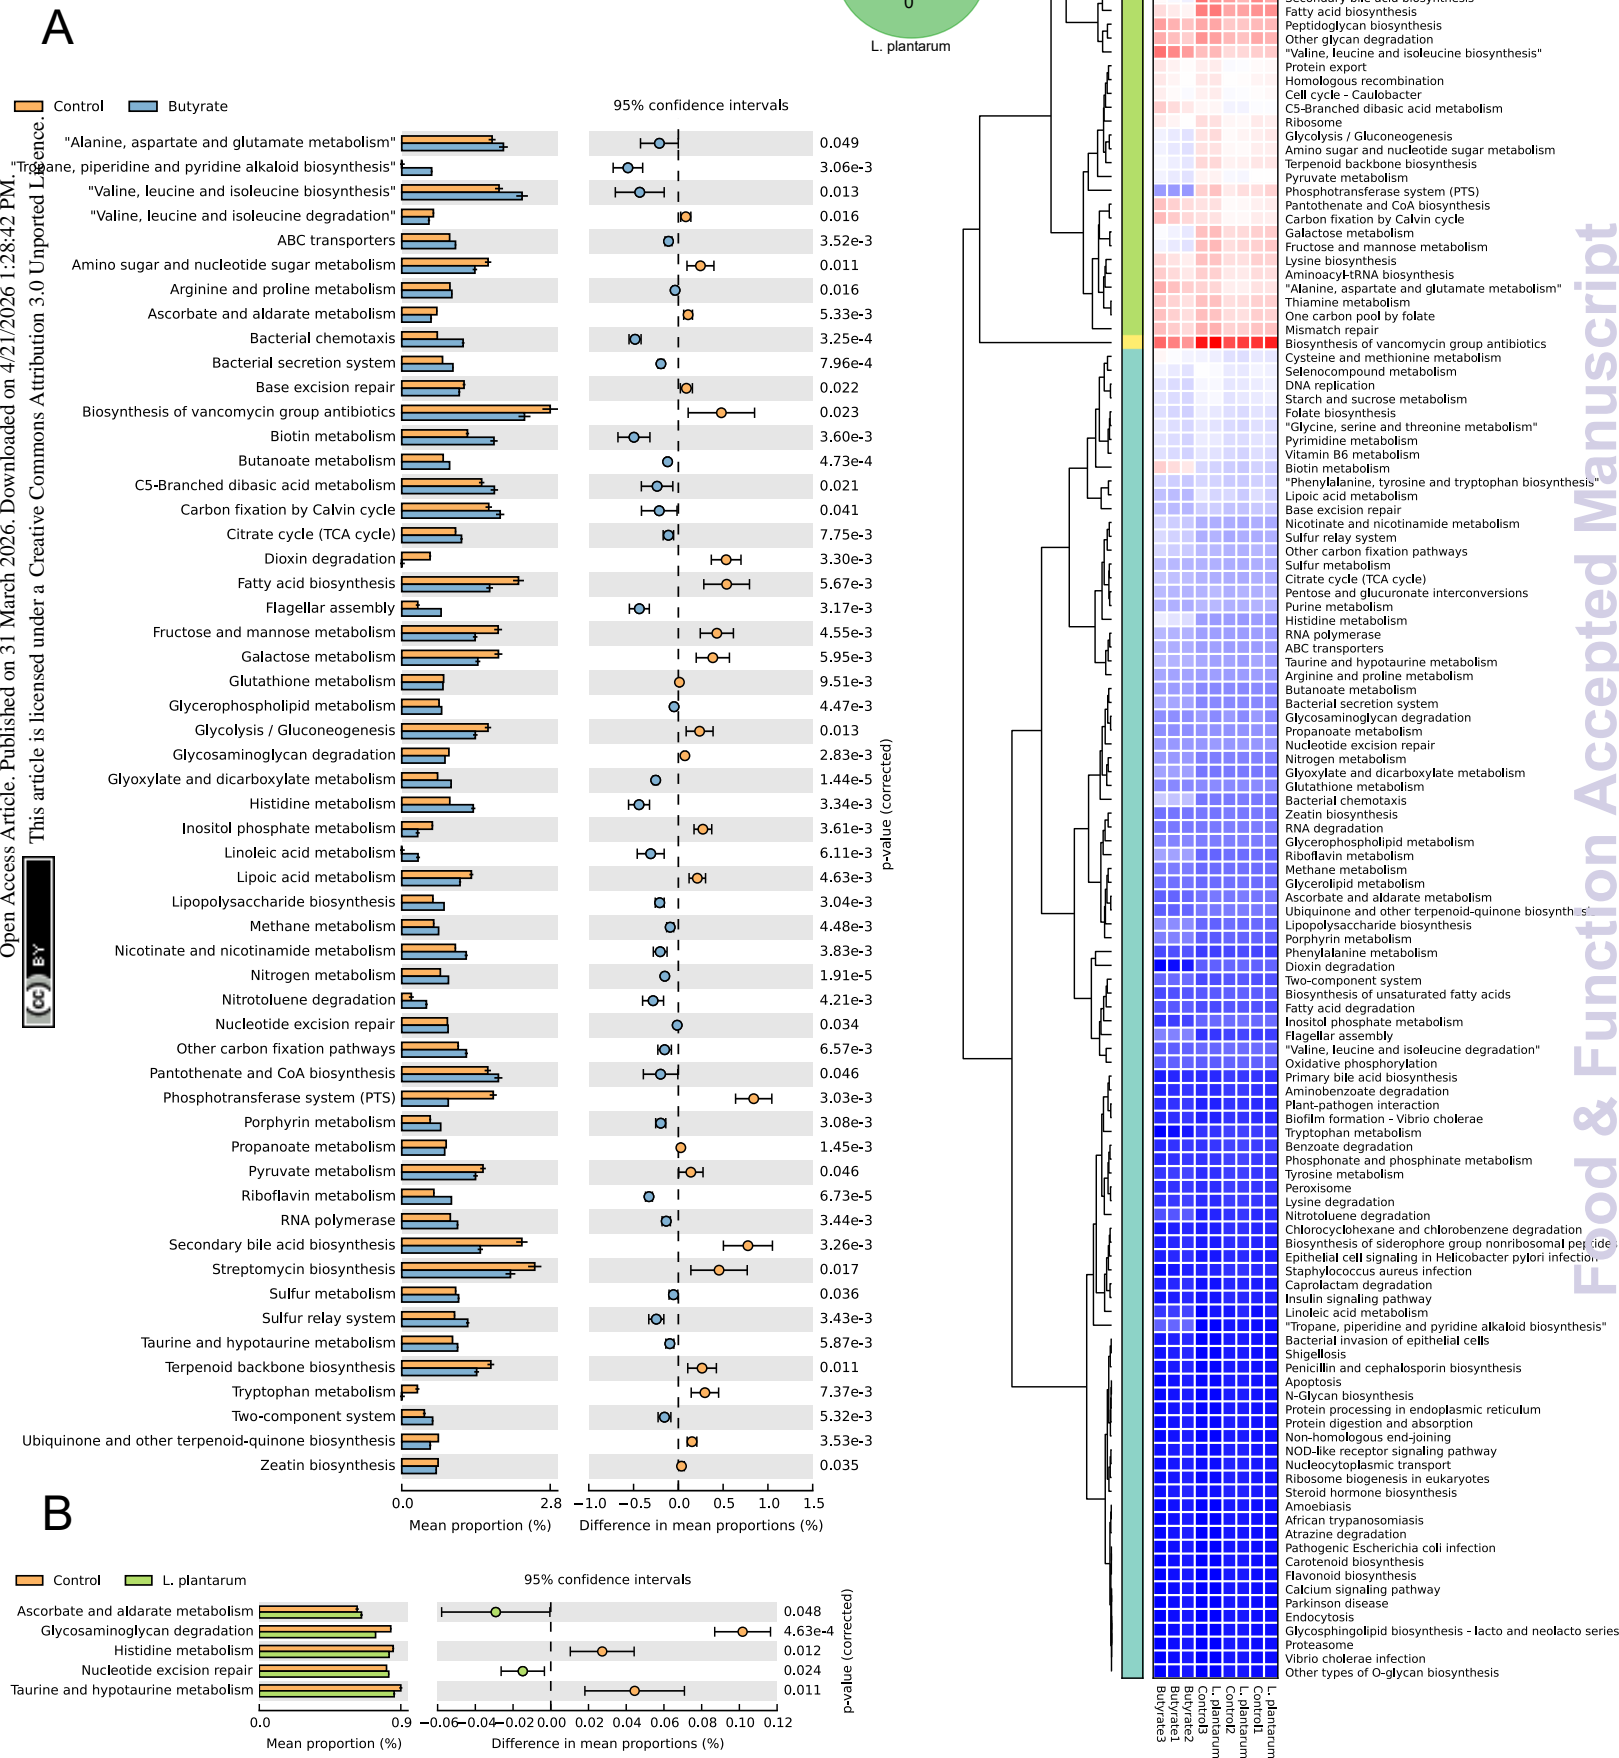 A
Control
Butyrate
95% confidence intervals
"Alanine, aspartate and glutamate metabolism" 0.049
"Tropane, piperidine and pyridine alkaloid biosynthesis" 3.06e-3
"Valine, leucine and isoleucine biosynthesis" 0.013
"Valine, leucine and isoleucine degradation" 0.016
ABC transporters 3.52e-3
Amino sugar and nucleotide sugar metabolism 0.011
Arginine and proline metabolism 0.016
Ascorbate and aldarate metabolism 5.33e-3
Bacterial chemotaxis 3.25e-4
Bacterial secretion system 7.96e-4
Base excision repair 0.022
Biosynthesis of vancomycin group antibiotics 0.023
Biotin metabolism 3.60e-3
Butanoate metabolism 4.73e-4
C5-Branched dibasic acid metabolism 0.021
Carbon fixation by Calvin cycle 0.041
Citrate cycle (TCA cycle) 7.75e-3
Dioxin degradation 3.30e-3
Fatty acid biosynthesis 5.67e-3
Flagellar assembly 3.17e-3
Fructose and mannose metabolism 4.55e-3
Galactose metabolism 5.95e-3
Glutathione metabolism 9.51e-3
Glycerophospholipid metabolism 4.47e-3
Glycolysis / Gluconeogenesis 0.013
Glycosaminoglycan degradation 2.83e-3
Glyoxylate and dicarboxylate metabolism 1.44e-5
Histidine metabolism 3.34e-3
Inositol phosphate metabolism 3.61e-3
Linoleic acid metabolism 6.11e-3
Lipoic acid metabolism 4.63e-3
Lipopolysaccharide biosynthesis 3.04e-3
Methane metabolism 4.48e-3
Nicotinate and nicotinamide metabolism 3.83e-3
Nitrogen metabolism 1.91e-5
Nitrotoluene degradation 4.21e-3
Nucleotide excision repair 0.034
Other carbon fixation pathways 6.57e-3
Pantothenate and CoA biosynthesis 0.046
Phosphotransferase system (PTS) 3.03e-3
Porphyrin metabolism 3.08e-3
Propanoate metabolism 1.45e-3
Pyruvate metabolism 0.046
Riboflavin metabolism 6.73e-5
RNA polymerase 3.44e-3
Secondary bile acid biosynthesis 3.26e-3
Streptomycin biosynthesis 0.017
Sulfur metabolism 0.036
Sulfur relay system 3.43e-3
Taurine and hypotaurine metabolism 5.87e-3
Terpenoid backbone biosynthesis 0.011
Tryptophan metabolism 7.37e-3
Two-component system 5.32e-3
Ubiquinone and other terpenoid-quinone biosynthesis 3.53e-3
Zeatin biosynthesis 0.035
p-value (corrected)
0.0 2.8 −1.0 −0.5 0.0 0.5 1.0 1.5
Mean proportion (%) Difference in mean proportions (%)
B
Control
L. plantarum
95% confidence intervals
Ascorbate and aldarate metabolism 0.048
Glycosaminoglycan degradation 4.63e-4
Histidine metabolism 0.012
Nucleotide excision repair 0.024
Taurine and hypotaurine metabolism 0.011
p-value (corrected)
0.0 0.9 −0.06 −0.04 −0.02 0.00 0.02 0.04 0.06 0.08 0.10 0.12
Mean proportion (%) Difference in mean proportions (%)
0
L. plantarum
Secondary bile acid biosynthesis
Fatty acid biosynthesis
Peptidoglycan biosynthesis
Other glycan degradation
"Valine, leucine and isoleucine biosynthesis"
Protein export
Homologous recombination
Cell cycle - Caulobacter
C5-Branched dibasic acid metabolism
Ribosome
Glycolysis / Gluconeogenesis
Amino sugar and nucleotide sugar metabolism
Terpenoid backbone biosynthesis
Pyruvate metabolism
Phosphotransferase system (PTS)
Pantothenate and CoA biosynthesis
Carbon fixation by Calvin cycle
Galactose metabolism
Fructose and mannose metabolism
Lysine biosynthesis
Aminoacyl-tRNA biosynthesis
"Alanine, aspartate and glutamate metabolism"
Thiamine metabolism
One carbon pool by folate
Mismatch repair
Biosynthesis of vancomycin group antibiotics
Cysteine and methionine metabolism
Selenocompound metabolism
DNA replication
Starch and sucrose metabolism
Folate biosynthesis
"Glycine, serine and threonine metabolism"
Pyrimidine metabolism
Vitamin B6 metabolism
Biotin metabolism
"Phenylalanine, tyrosine and tryptophan biosynthesis"
Lipoic acid metabolism
Base excision repair
Nicotinate and nicotinamide metabolism
Sulfur relay system
Other carbon fixation pathways
Sulfur metabolism
Citrate cycle (TCA cycle)
Pentose and glucuronate interconversions
Purine metabolism
Histidine metabolism
RNA polymerase
ABC transporters
Taurine and hypotaurine metabolism
Arginine and proline metabolism
Butanoate metabolism
Bacterial secretion system
Glycosaminoglycan degradation
Propanoate metabolism
Nucleotide excision repair
Nitrogen metabolism
Glyoxylate and dicarboxylate metabolism
Glutathione metabolism
Bacterial chemotaxis
Zeatin biosynthesis
RNA degradation
Glycerophospholipid metabolism
Riboflavin metabolism
Methane metabolism
Glycerolipid metabolism
Ascorbate and aldarate metabolism
Ubiquinone and other terpenoid-quinone biosynthesis
Lipopolysaccharide biosynthesis
Porphyrin metabolism
Phenylalanine metabolism
Dioxin degradation
Two-component system
Biosynthesis of unsaturated fatty acids
Fatty acid degradation
Inositol phosphate metabolism
Flagellar assembly
"Valine, leucine and isoleucine degradation"
Oxidative phosphorylation
Primary bile acid biosynthesis
Aminobenzoate degradation
Plant-pathogen interaction
Biofilm formation - Vibrio cholerae
Tryptophan metabolism
Benzoate degradation
Phosphonate and phosphinate metabolism
Tyrosine metabolism
Peroxisome
Lysine degradation
Nitrotoluene degradation
Chlorocyclohexane and chlorobenzene degradation
Biosynthesis of siderophore group nonribosomal peptides
Epithelial cell signaling in Helicobacter pylori infection
Staphylococcus aureus infection
Caprolactam degradation
Insulin signaling pathway
Linoleic acid metabolism
"Tropane, piperidine and pyridine alkaloid biosynthesis"
Bacterial invasion of epithelial cells
Shigellosis
Penicillin and cephalosporin biosynthesis
Apoptosis
N-Glycan biosynthesis
Protein processing in endoplasmic reticulum
Protein digestion and absorption
Non-homologous end-joining
NOD-like receptor signaling pathway
Nucleocytoplasmic transport
Ribosome biogenesis in eukaryotes
Steroid hormone biosynthesis
Amoebiasis
African trypanosomiasis
Atrazine degradation
Pathogenic Escherichia coli infection
Carotenoid biosynthesis
Flavonoid biosynthesis
Calcium signaling pathway
Parkinson disease
Endocytosis
Glycosphingolipid biosynthesis - lacto and neolacto series
Proteasome
Vibrio cholerae infection
Other types of O-glycan biosynthesis
Butyrate3
Butyrate1
Butyrate2
Control3
L. plantarum
Control2
L. plantarum
Control1
L. plantarum
Open Access Article. Published on 31 March 2026. Downloaded on 4/21/2026 1:28:42 PM.
This article is licensed under a Creative Commons Attribution 3.0 Unported Licence.
(cc) BY
Food & Function Accepted Manuscript